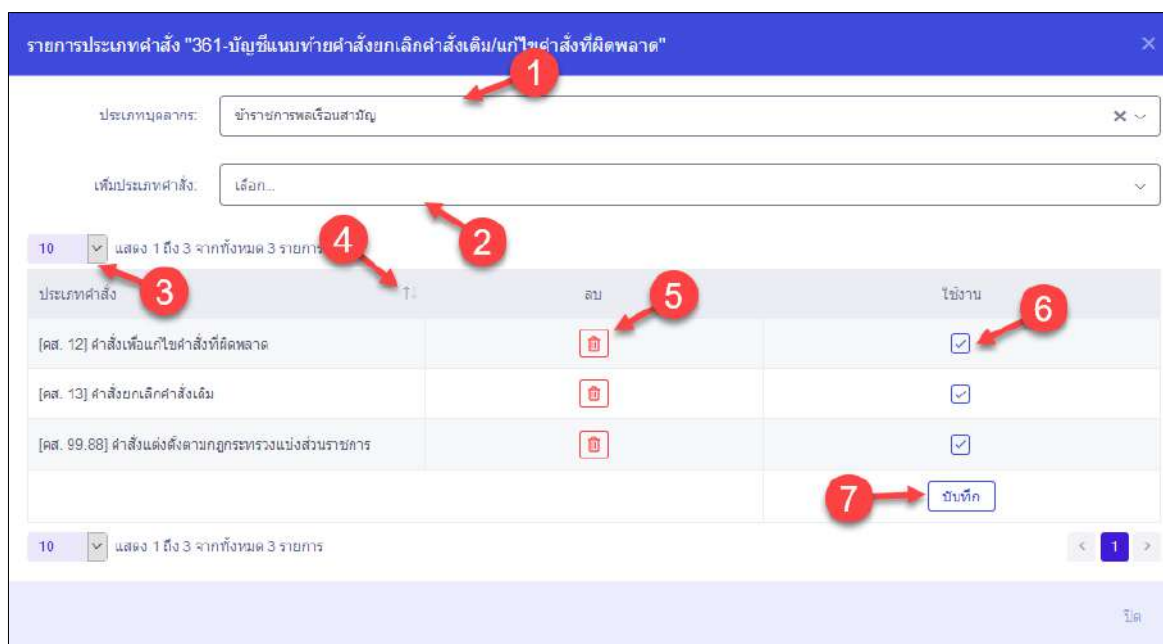 รายการประเภทคำสั่ง "361-บัญชีแนบท้ายคำสั่งยกเลิกคำสั่งเดิม/แก้ไขคำสั่งที่ผิดพลาด"
1
ประเภทบุคลากร: ข้าราชการพลเรือนสามัญ
เพิ่มประเภทคำสั่ง: เลือก...
2
10 แสดง 1 ถึง 3 จากทั้งหมด 3 รายการ 4
3
ประเภทคำสั่ง ลบ 5 ใช้งาน 6
[คส. 12] คำสั่งเพื่อแก้ไขคำสั่งที่ผิดพลาด
[คส. 13] คำสั่งยกเลิกคำสั่งเดิม
[คส. 99.88] คำสั่งแต่งตั้งตามกฎกระทรวงแบ่งส่วนราชการ
7 บันทึก
10 แสดง 1 ถึง 3 จากทั้งหมด 3 รายการ < 1 >
ปิด